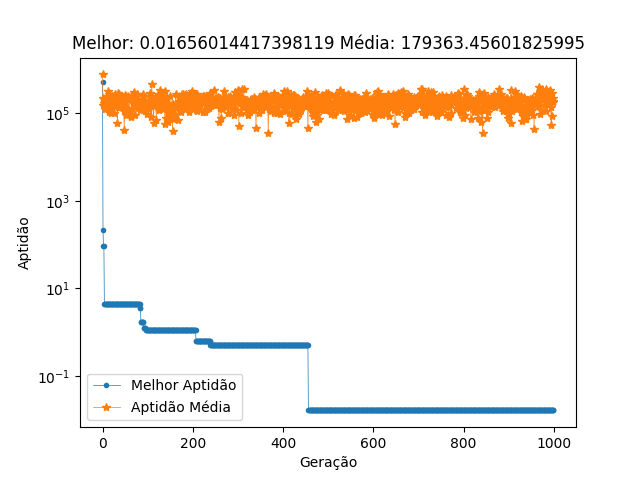 Melhor: 0.01656014417398119 Média: 179363.45601825995
Aptidão
10^5
10^3
10^1
10^-1
Melhor Aptidão
Aptidão Média
0 200 400 600 800 1000
Geração